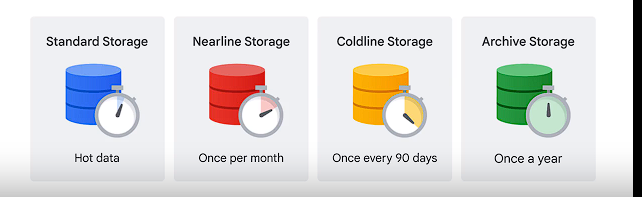 Standard Storage
Hot data
Nearline Storage
Once per month
Coldline Storage
Once every 90 days
Archive Storage
Once a year